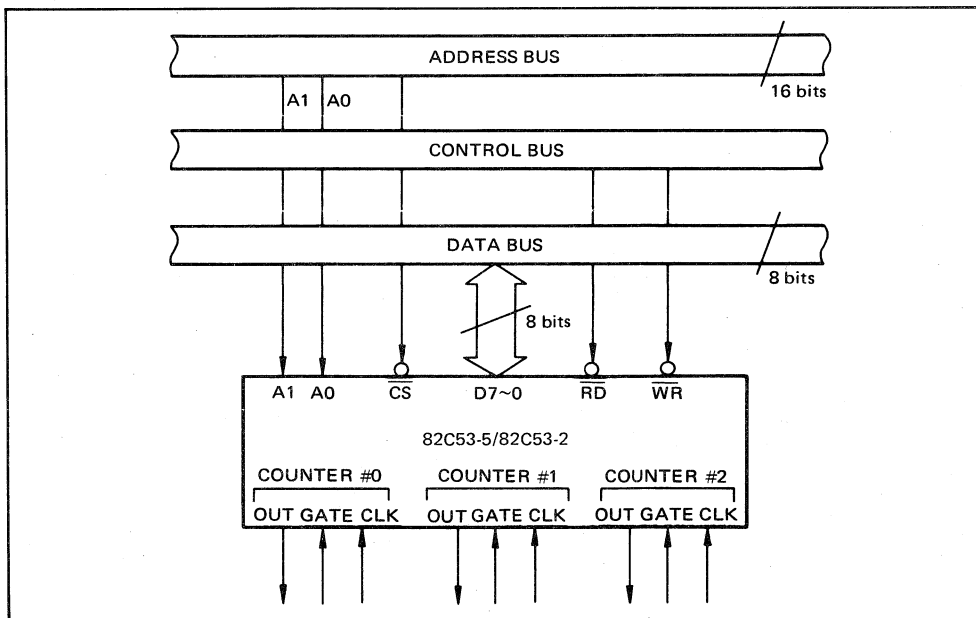 ADDRESS BUS
16 bits
A1 A0
CONTROL BUS
DATA BUS
8 bits
8 bits
A1 A0 CS D7~0 RD WR
82C53-5/82C53-2
COUNTER #0 COUNTER #1 COUNTER #2
OUT GATE CLK OUT GATE CLK OUT GATE CLK